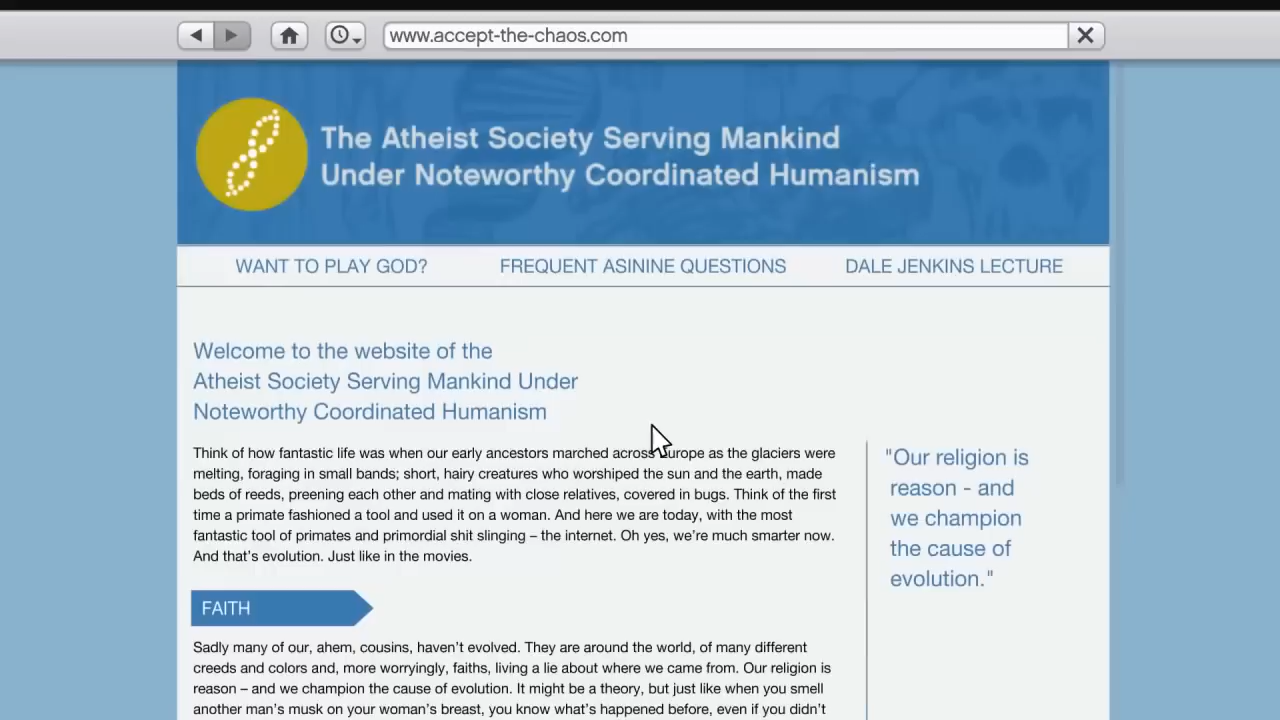 www.accept-the-chaos.com
The Atheist Society Serving Mankind
Under Noteworthy Coordinated Humanism
WANT TO PLAY GOD?
FREQUENT ASININE QUESTIONS
DALE JENKINS LECTURE
Welcome to the website of the
Atheist Society Serving Mankind Under
Noteworthy Coordinated Humanism
Think of how fantastic life was when our early ancestors marched across Europe as the glaciers were
melting, foraging in small bands; short, hairy creatures who worshiped the sun and the earth, made
beds of reeds, preening each other and mating with close relatives, covered in bugs. Think of the first
time a primate fashioned a tool and used it on a woman. And here we are today, with the most
fantastic tool of primates and primordial shit slinging – the internet. Oh yes, we’re much smarter now.
And that’s evolution. Just like in the movies.
"Our religion is
reason - and
we champion
the cause of
evolution."
FAITH
Sadly many of our, ahem, cousins, haven’t evolved. They are around the world, of many different
creeds and colors and, more worryingly, faiths, living a lie about where we came from. Our religion is
reason – and we champion the cause of evolution. It might be a theory, but just like when you smell
another man’s musk on your woman’s breast, you know what’s happened before, even if you didn’t